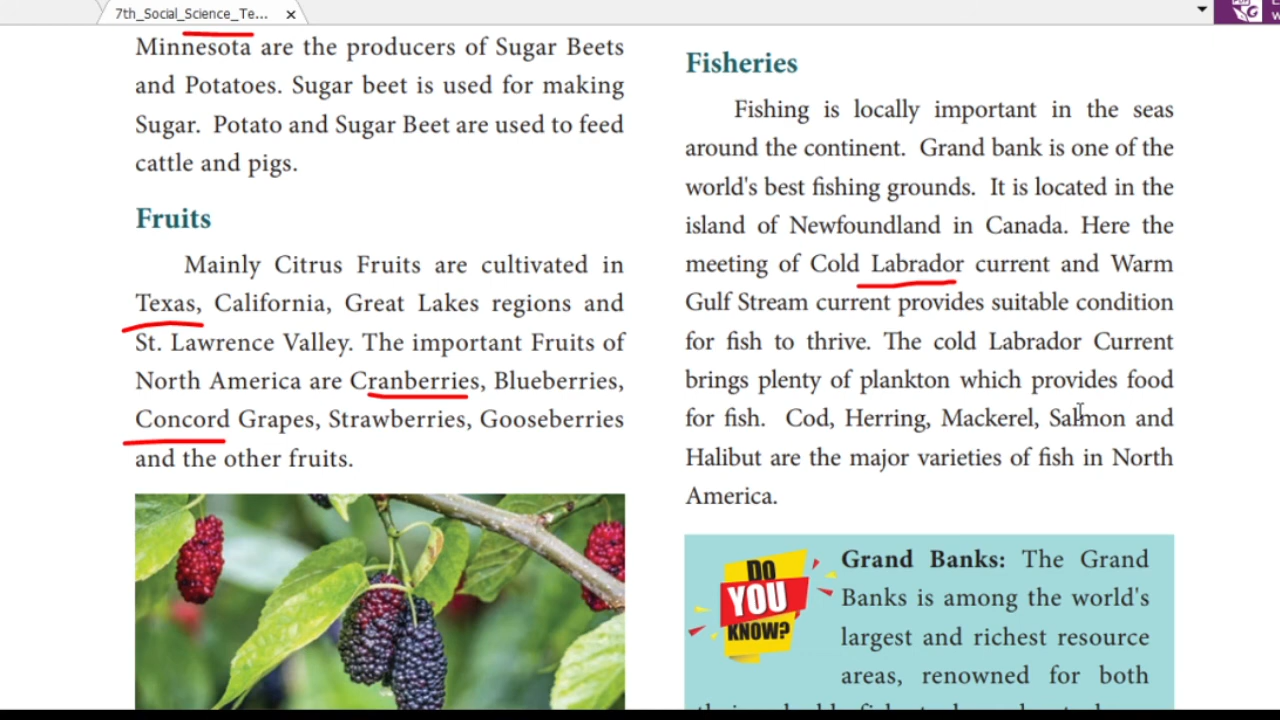 7th_Social_Science_Te...
Minnesota are the producers of Sugar Beets
and Potatoes. Sugar beet is used for making
Sugar. Potato and Sugar Beet are used to feed
cattle and pigs.
Fruits
Mainly Citrus Fruits are cultivated in
Texas, California, Great Lakes regions and
St. Lawrence Valley. The important Fruits of
North America are Cranberries, Blueberries,
Concord Grapes, Strawberries, Gooseberries
and the other fruits.
Fisheries
Fishing is locally important in the seas
around the continent. Grand bank is one of the
world's best fishing grounds. It is located in the
island of Newfoundland in Canada. Here the
meeting of Cold Labrador current and Warm
Gulf Stream current provides suitable condition
for fish to thrive. The cold Labrador Current
brings plenty of plankton which provides food
for fish. Cod, Herring, Mackerel, Salmon and
Halibut are the major varieties of fish in North
America.
DO
YOU
KNOW?
Grand Banks: The Grand
Banks is among the world's
largest and richest resource
areas, renowned for both